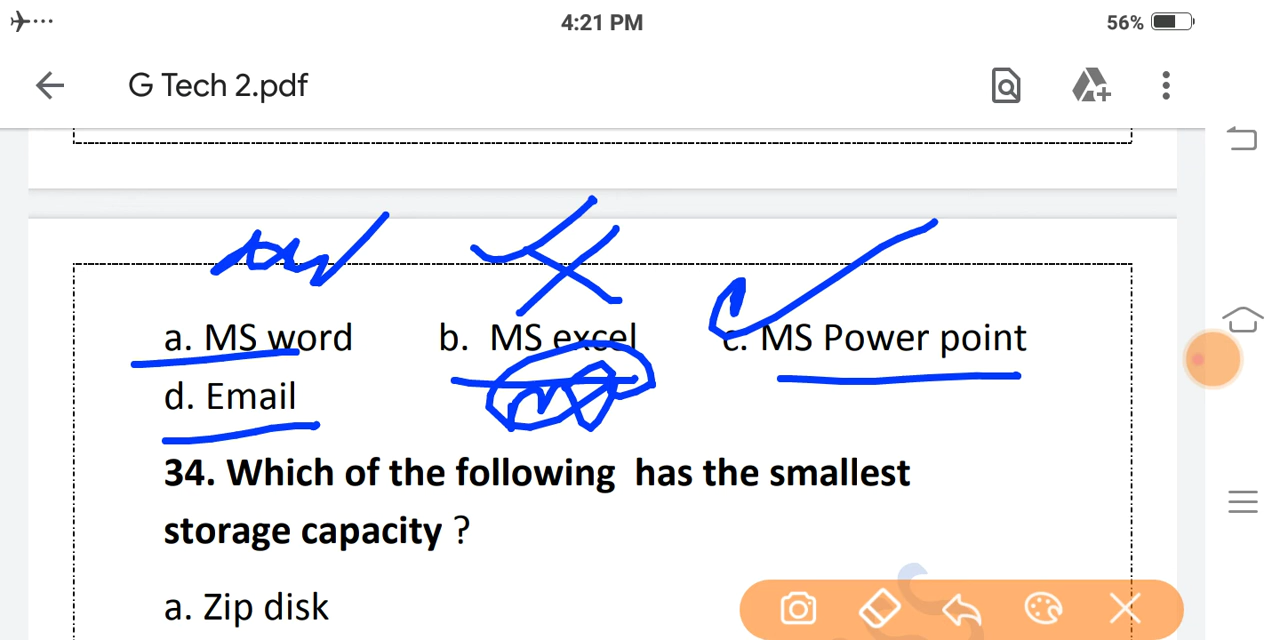 4:21 PM 56%
G Tech 2.pdf
a. MS word b. MS excel c. MS Power point
d. Email
34. Which of the following has the smallest
storage capacity ?
a. Zip disk